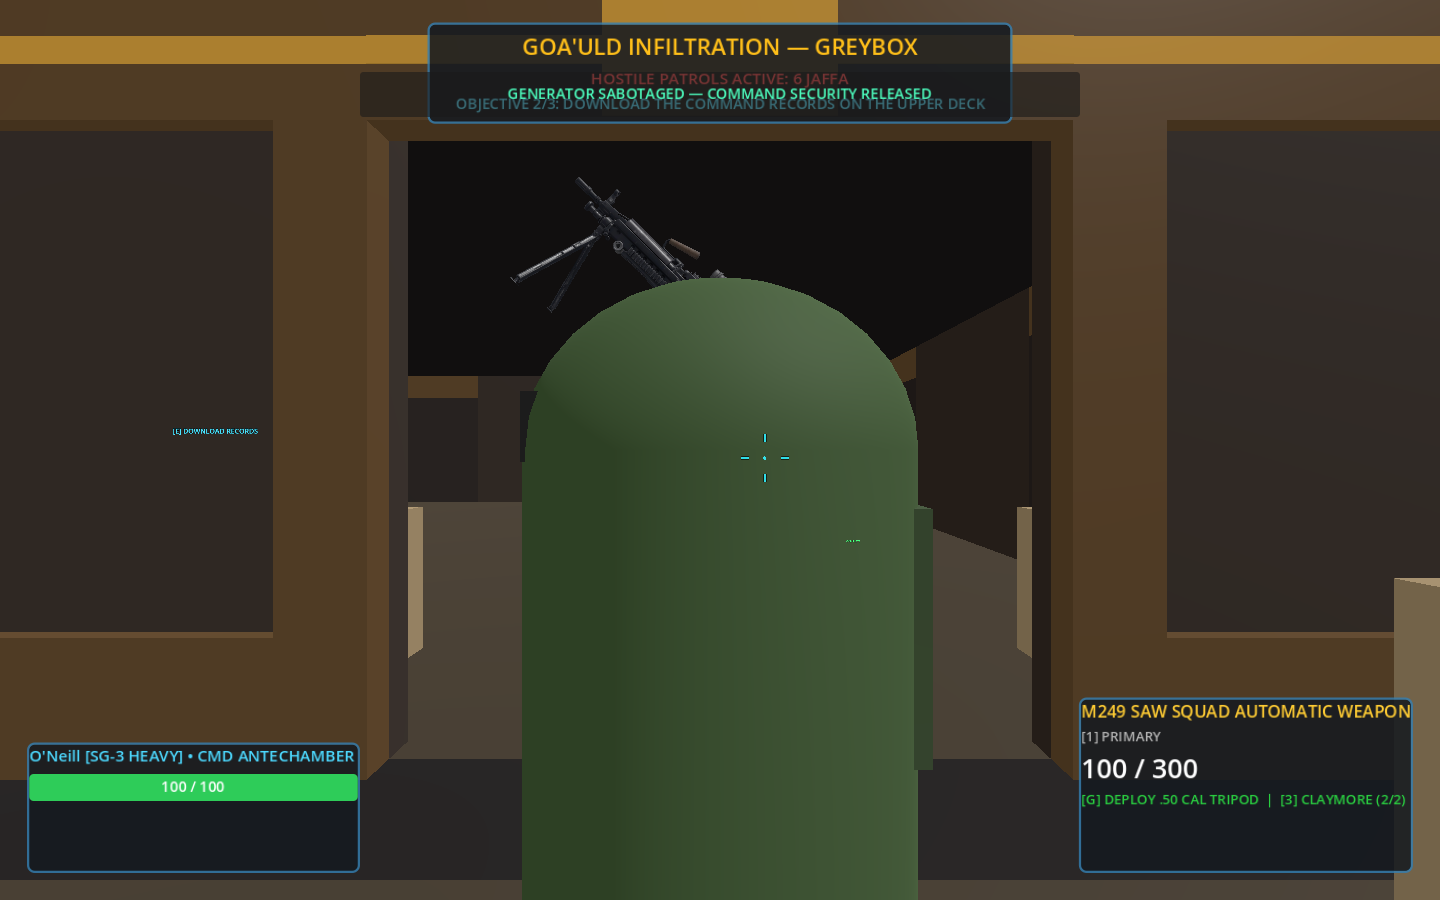 GOA'ULD INFILTRATION — GREYBOX
HOSTILE PATROLS ACTIVE: 6 JAFFA
GENERATOR SABOTAGED — COMMAND SECURITY RELEASED
OBJECTIVE 2/3: DOWNLOAD THE COMMAND RECORDS ON THE UPPER DECK
[E] DOWNLOAD RECORDS
O'Neill [SG-3 HEAVY] • CMD ANTECHAMBER
100 / 100
M249 SAW SQUAD AUTOMATIC WEAPON
[1] PRIMARY
100 / 300
[G] DEPLOY .50 CAL TRIPOD | [3] CLAYMORE (2/2)